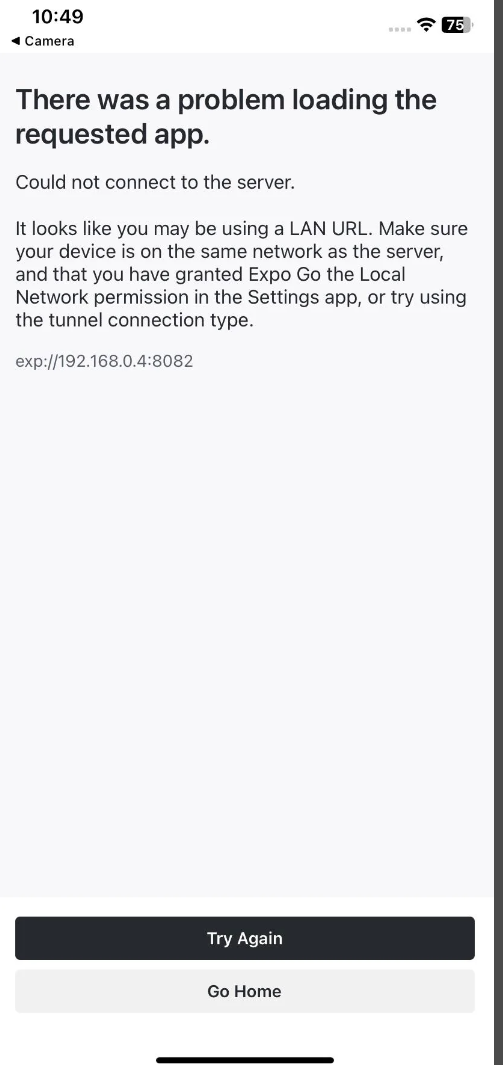 10:49
75
◀ Camera
There was a problem loading the
requested app.
Could not connect to the server.
It looks like you may be using a LAN URL. Make sure
your device is on the same network as the server,
and that you have granted Expo Go the Local
Network permission in the Settings app, or try using
the tunnel connection type.
exp://192.168.0.4:8082
Try Again
Go Home